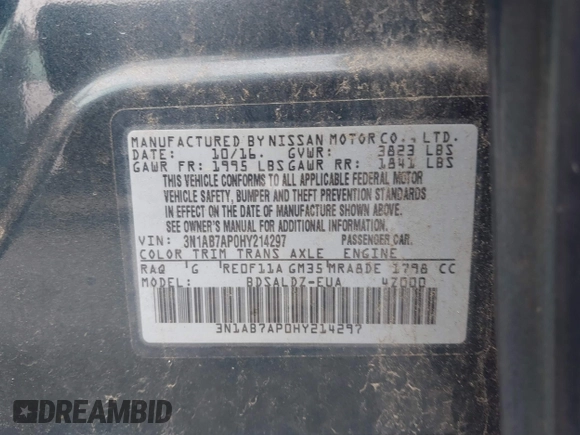 MANUFACTURED BY NISSAN MOTOR CO., LTD.
DATE: 10/16. GVWR: 3823 LBS
GAWR FR: 1995 LBS GAWR RR: 1841 LBS
THIS VEHICLE CONFORMS TO ALL APPLICABLE FEDERAL MOTOR
VEHICLE SAFETY, BUMPER AND THEFT PREVENTION STANDARDS
IN EFFECT ON THE DATE OF MANUFACTURE SHOWN ABOVE.
SEE OWNER'S MANUAL FOR ADDITIONAL INFORMATION.
VIN: 3N1AB7AP0HY214297 PASSENGER CAR.
COLOR TRIM TRANS AXLE ENGINE
RAQ G RE0F11A GM35 MRA8DE 1798 CC
MODEL: BDSALDZ-EUA 4Z000
3N1AB7AP0HY214297
DREAMBID